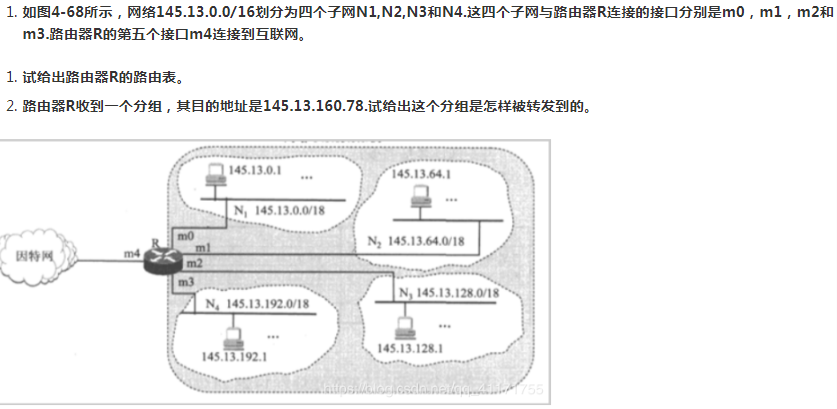 1. 如图4-68所示，网络145.13.0.0/16划分为四个子网N1,N2,N3和N4.这四个子网与路由器R连接的接口分别是m0，m1，m2和
m3.路由器R的第五个接口m4连接到互联网。
1. 试给出路由器R的路由表。
2. 路由器R收到一个分组，其目的地址是145.13.160.78.试给出这个分组是怎样被转发到的。
145.13.0.1
...
N1 145.13.0.0/18
145.13.64.1
...
N2 145.13.64.0/18
因特网
m4
R
m0
m1
m2
m3
N4 145.13.192.0/18
...
145.13.192.1
N3 145.13.128.0/18
...
145.13.128.1